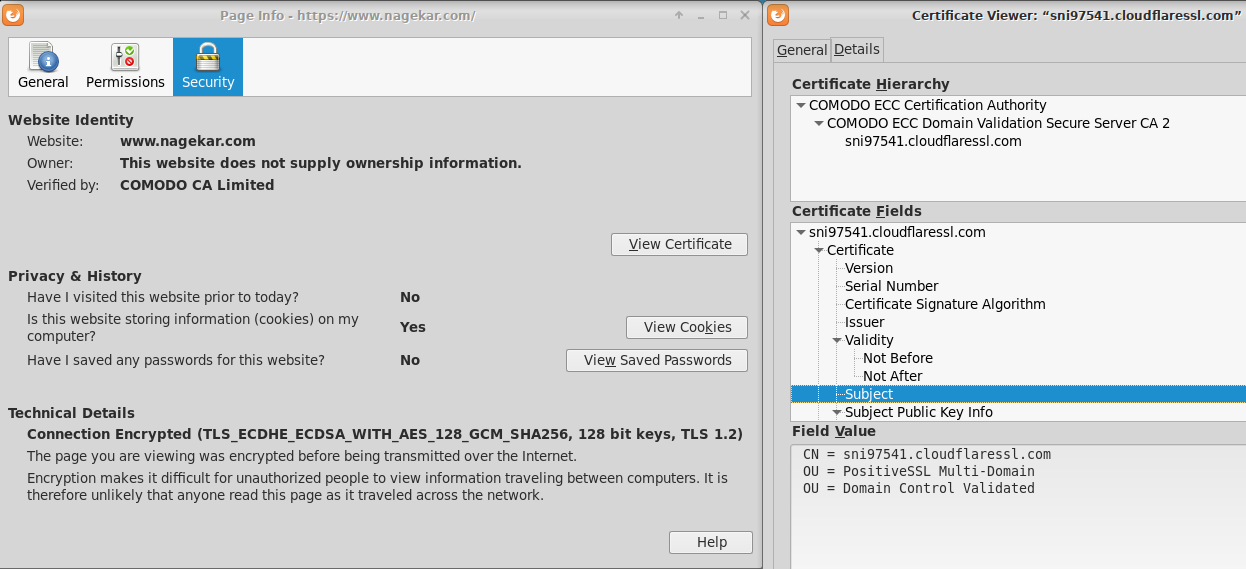 Page Info - https://www.nagekar.com/
General
Permissions
Security
Website Identity
Website: www.nagekar.com
Owner: This website does not supply ownership information.
Verified by: COMODO CA Limited
View Certificate
Privacy & History
Have I visited this website prior to today? No
Is this website storing information (cookies) on my
computer?
Yes
View Cookies
Have I saved any passwords for this website? No
View Saved Passwords
Technical Details
Connection Encrypted (TLS_ECDHE_ECDSA_WITH_AES_128_GCM_SHA256, 128 bit keys, TLS 1.2)
The page you are viewing was encrypted before being transmitted over the Internet.
Encryption makes it difficult for unauthorized people to view information traveling between computers. It is
therefore unlikely that anyone read this page as it traveled across the network.
Help
Certificate Viewer: “sni97541.cloudflaressl.com”
General
Details
Certificate Hierarchy
COMODO ECC Certification Authority
COMODO ECC Domain Validation Secure Server CA 2
sni97541.cloudflaressl.com
Certificate Fields
sni97541.cloudflaressl.com
Certificate
Version
Serial Number
Certificate Signature Algorithm
Issuer
Validity
Not Before
Not After
Subject
Subject Public Key Info
Field Value
CN = sni97541.cloudflaressl.com
OU = PositiveSSL Multi-Domain
OU = Domain Control Validated